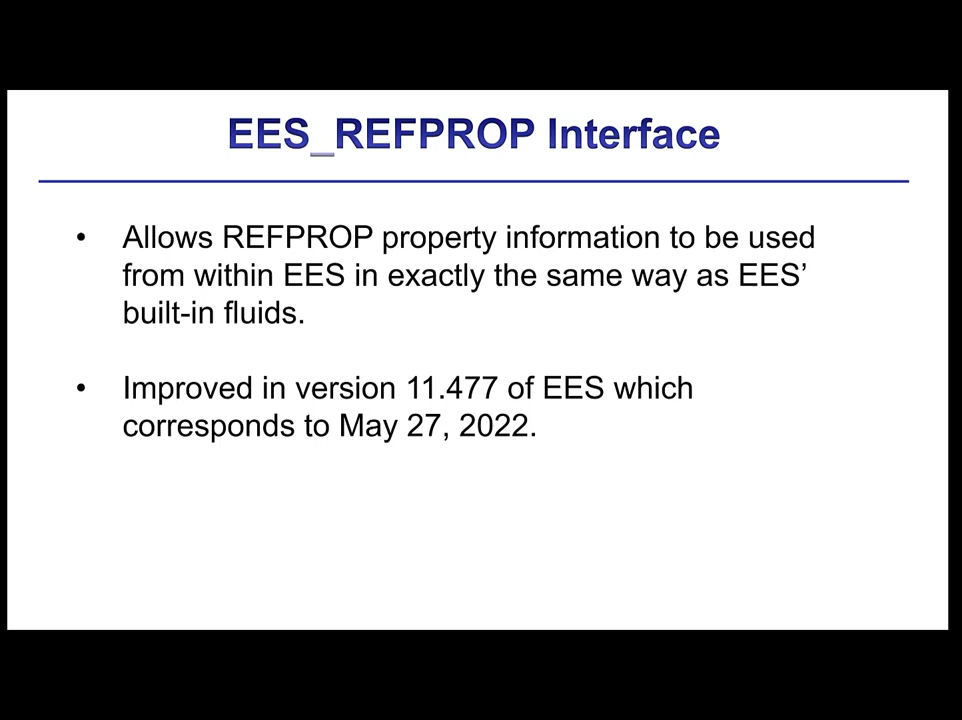 EES_REFPROP Interface
• Allows REFPROP property information to be used
from within EES in exactly the same way as EES’
built-in fluids.
• Improved in version 11.477 of EES which
corresponds to May 27, 2022.